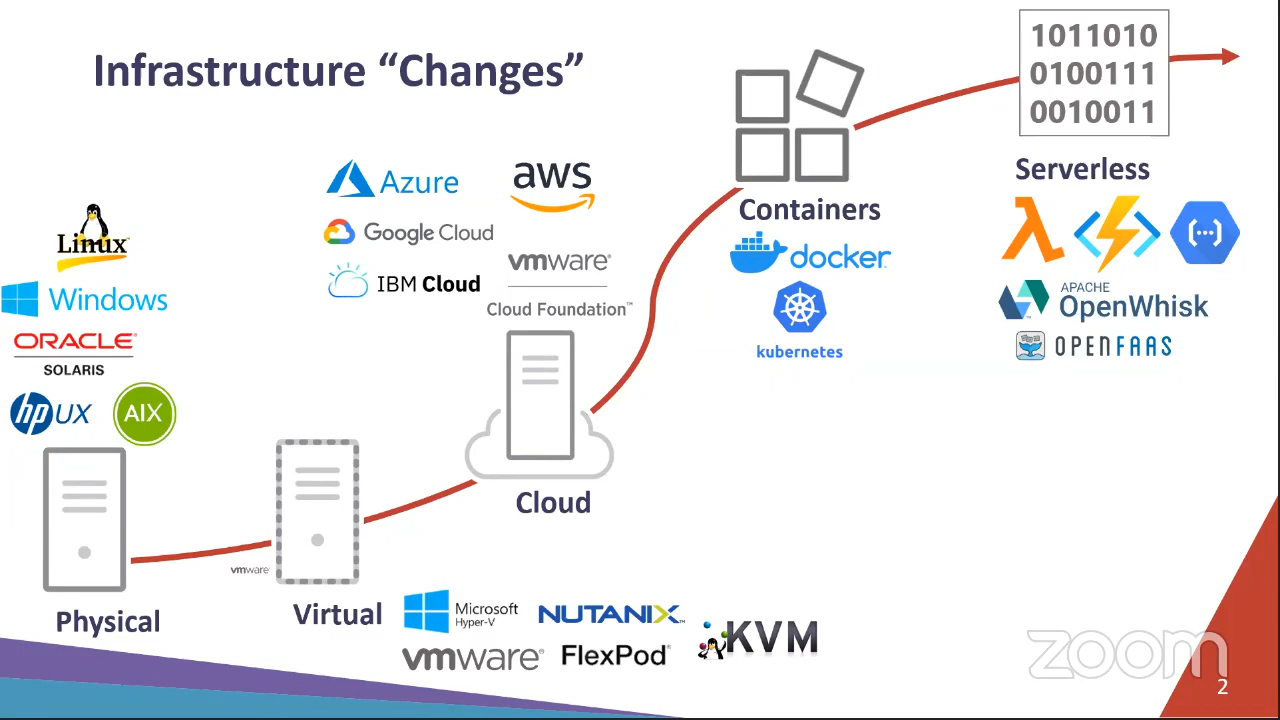 Infrastructure “Changes”
1011010
0100111
0010011
Serverless
Azure
aws
Google Cloud
IBM Cloud
vmware®
Cloud Foundation™
Containers
docker
kubernetes
APACHE
OpenWhisk
OPENFAAS
Linux
Windows
ORACLE
SOLARIS
hp UX
AIX
Cloud
vmware
Physical
Virtual
Microsoft
Hyper-V
NUTANIX™
vmware®
FlexPod®
KVM
zoom
2